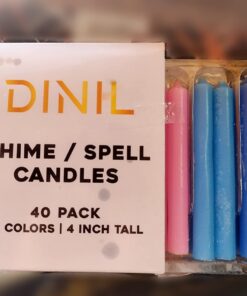 DINIL
HIME / SPELL
CANDLES
40 PACK
COLORS | 4 INCH TALL